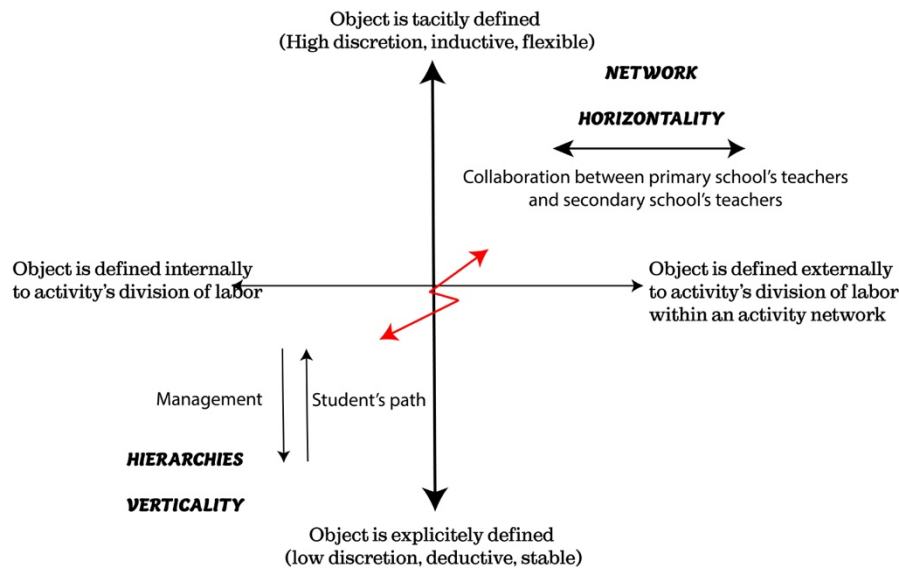 Object is tacitly defined
(High discretion, inductive, flexible)
NETWORK
HORIZONTALITY
Collaboration between primary school's teachers
and secondary school's teachers
Object is defined internally
to activity's division of labor
Object is defined externally
to activity's division of labor
within an activity network
Management
Student's path
HIERARCHIES
VERTICALITY
Object is explicitely defined
(low discretion, deductive, stable)